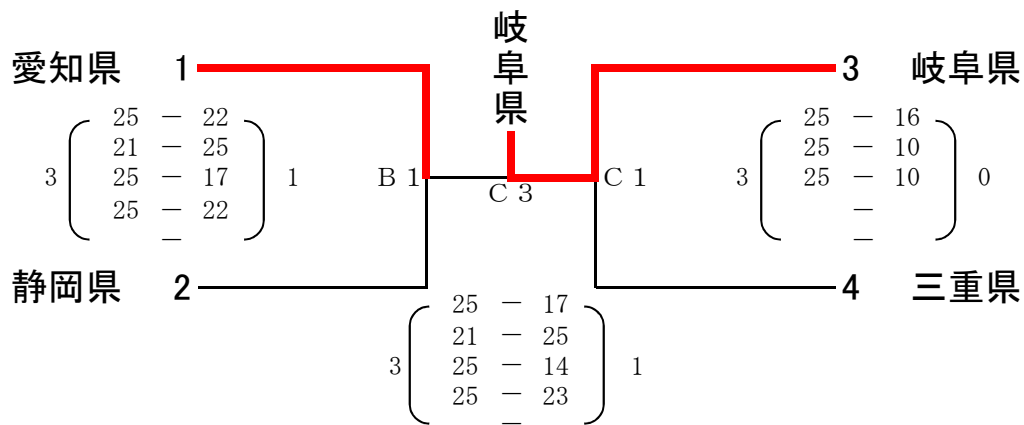 岐阜県
愛知県 1
3 岐阜県
25 － 22
21 － 25
3 25 － 17 1
25 － 22
－
25 － 16
25 － 10
3 25 － 10 0
－
－
B 1
C 3
C 1
静岡県 2
4 三重県
25 － 17
21 － 25
3 25 － 14 1
25 － 23
－